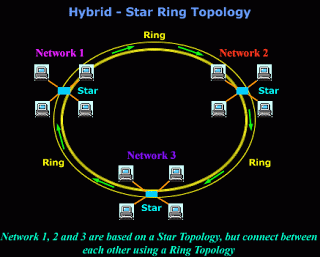 Hybrid - Star Ring Topology
Ring
Network 1
Network 2
Star
Star
Ring
Network 3
Ring
Star
Network 1, 2 and 3 are based on a Star Topology, but connect between
each other using a Ring Topology